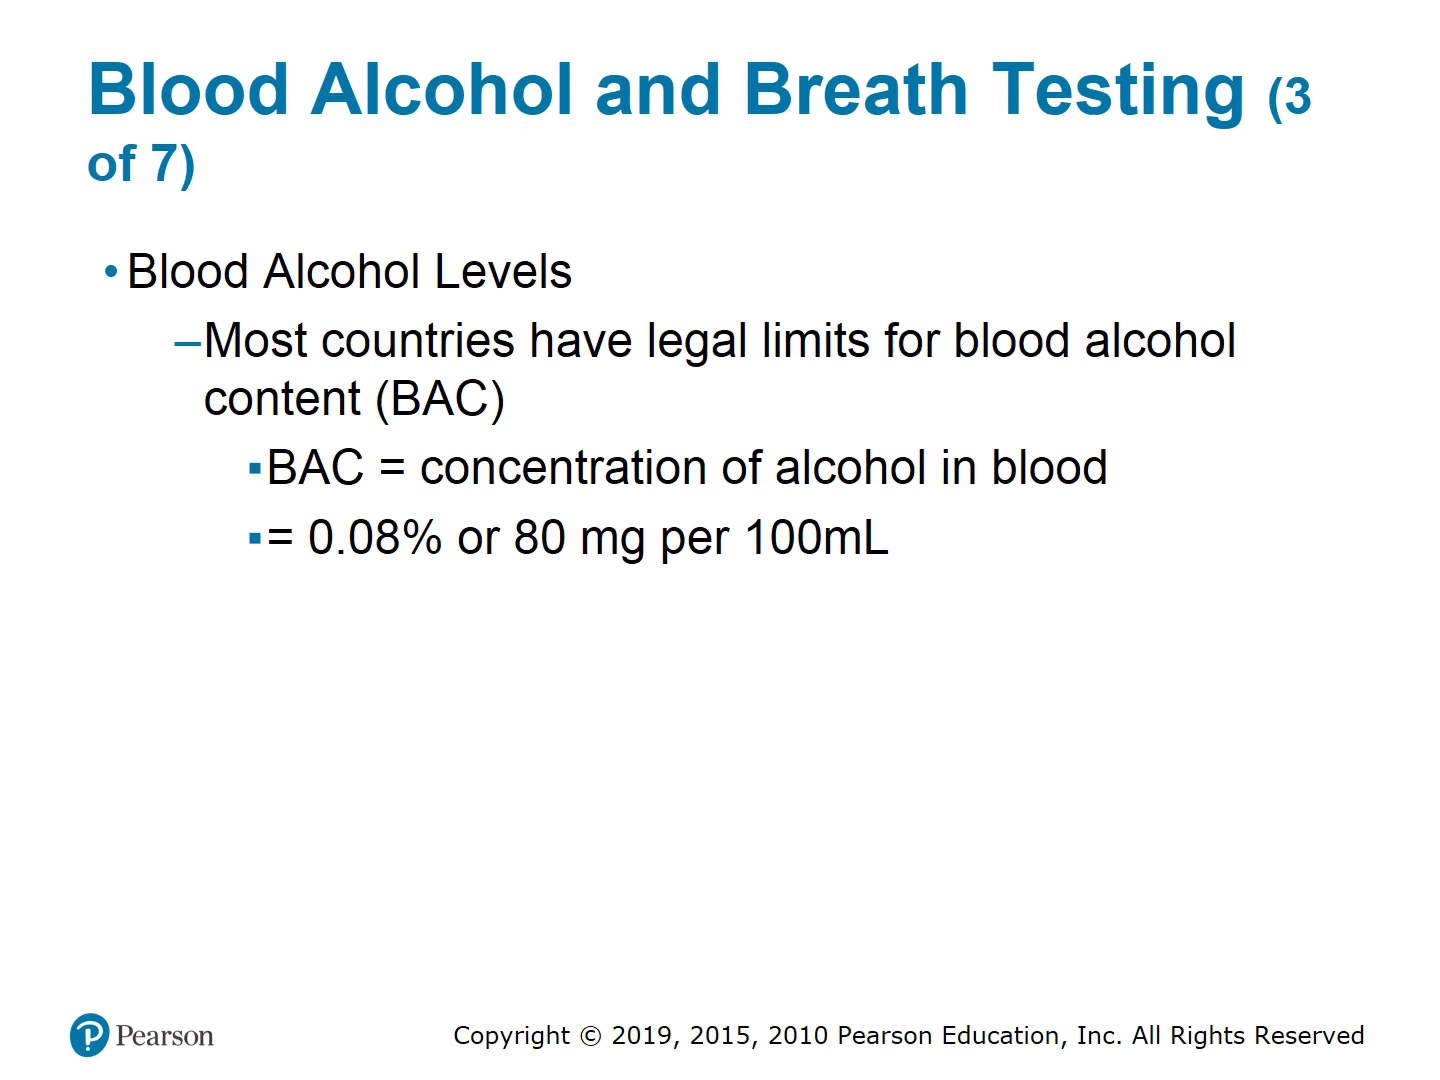 Blood Alcohol and Breath Testing (3
of 7)
• Blood Alcohol Levels
–Most countries have legal limits for blood alcohol
content (BAC)
▪BAC = concentration of alcohol in blood
▪= 0.08% or 80 mg per 100mL
Pearson
Copyright © 2019, 2015, 2010 Pearson Education, Inc. All Rights Reserved